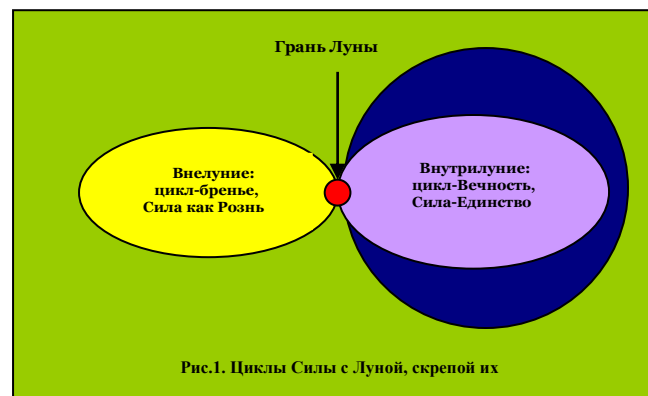 Грань Луны
Внелуние:
цикл-бренье,
Сила как Рознь
Внутрилуние:
цикл-Вечность,
Сила-Единство
Рис.1. Циклы Силы с Луной, скрепой их